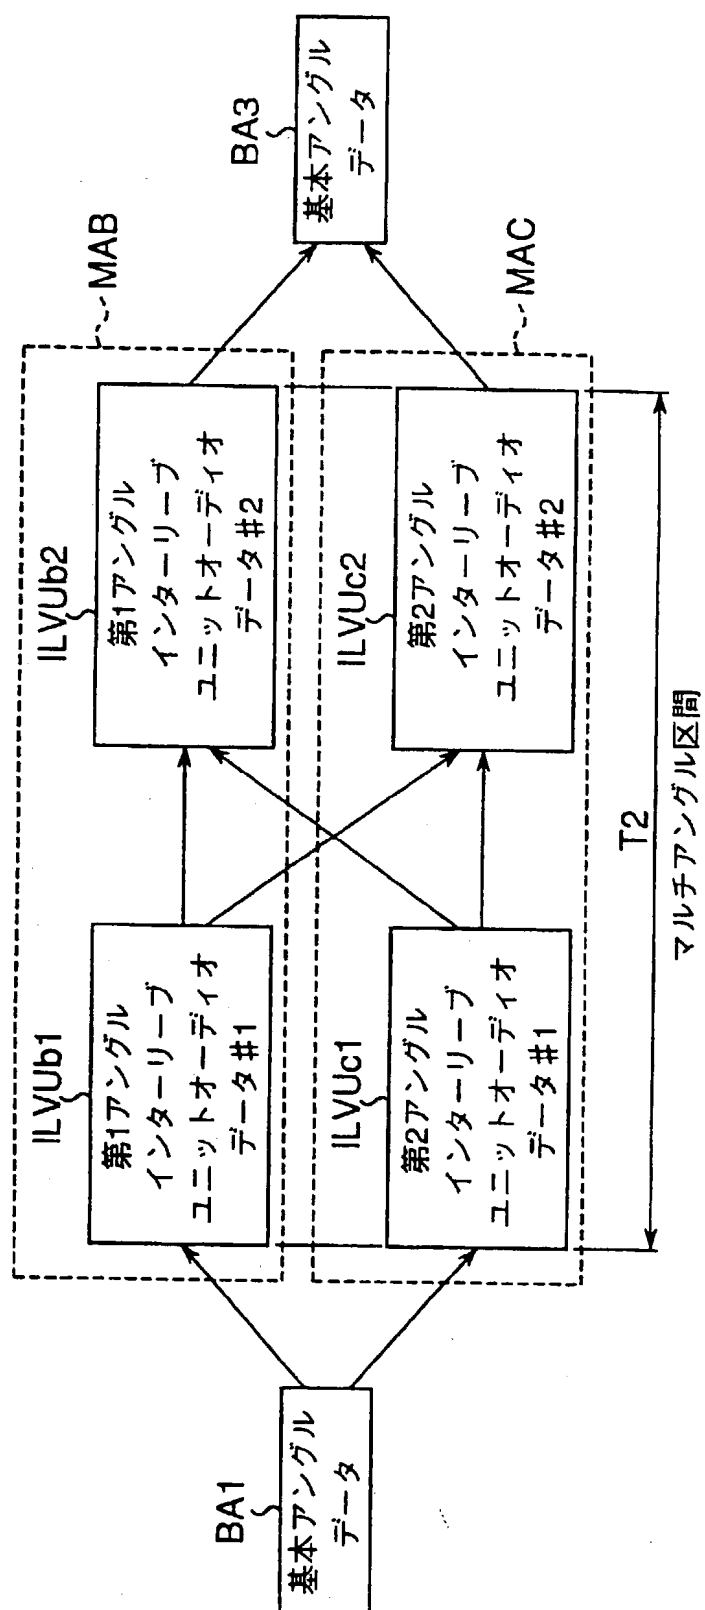 BA1
基本アングル
データ
MAB
ILVUb1
第1アングル
インターリーブ
ユニットオーディオ
データ#1
ILVUb2
第1アングル
インターリーブ
ユニットオーディオ
データ#2
MAC
ILVUc1
第2アングル
インターリーブ
ユニットオーディオ
データ#1
ILVUc2
第2アングル
インターリーブ
ユニットオーディオ
データ#2
BA3
基本アングル
データ
T2
マルチアングル区間